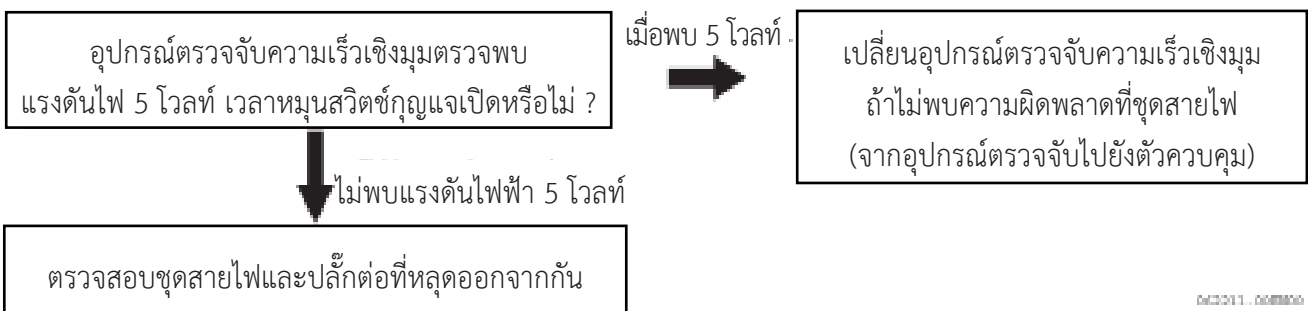 อุปกรณ์ตรวจจับความเร็วเชิงมุมตรวจพบ
แรงดันไฟ 5 โวลท์ เวลาหมุนสวิตช์กุญแจเปิดหรือไม่ ?
เมื่อพบ 5 โวลท์
เปลี่ยนอุปกรณ์ตรวจจับความเร็วเชิงมุม
ถ้าไม่พบความผิดพลาดที่ชุดสายไฟ
(จากอุปกรณ์ตรวจจับไปยังตัวควบคุม)
ไม่พบแรงดันไฟฟ้า 5 โวลท์
ตรวจสอบชุดสายไฟและปลั๊กต่อที่หลุดออกจากกัน